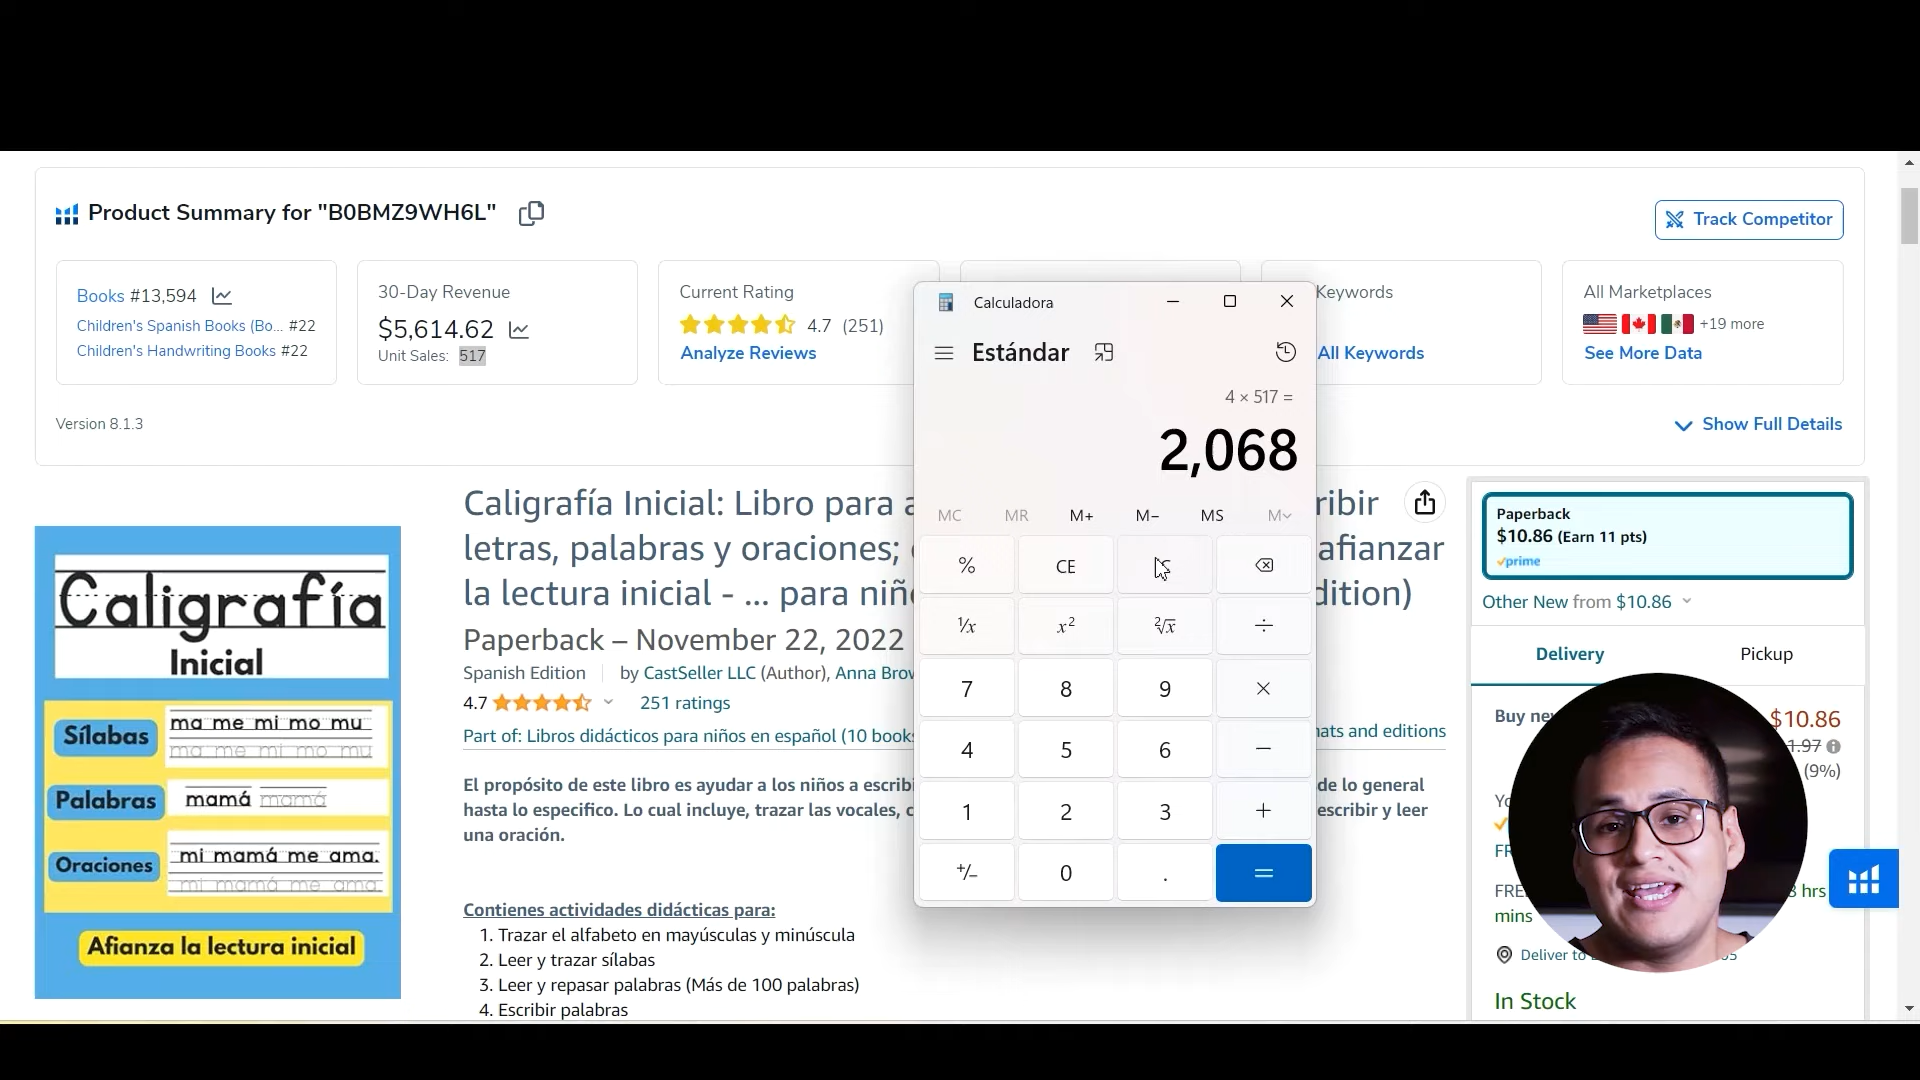 Product Summary for "B0BMZ9WH6L"
Track Competitor
Books #13,594
Children's Spanish Books (Bo... #22
Children's Handwriting Books #22
30-Day Revenue
$5,614.62
Unit Sales: 517
Current Rating
4.7 (251)
Analyze Reviews
Keywords
All Keywords
All Marketplaces
+19 more
See More Data
Version 8.1.3
Show Full Details
Calculadora
Estándar
4 × 517 =
2,068
MC MR M+ M− MS M
% CE
¹/x x² ²√x ÷
7 8 9 ×
4 5 6 −
1 2 3 +
+/− 0 . =
Caligrafía
Inicial
Sílabas
ma me mi mo mu
ma me mi mo mu
Palabras
mamá mamá
Oraciones
mi mamá me ama.
mi mamá me ama
Afianza la lectura inicial
Caligrafía Inicial: Libro para
letras, palabras y oraciones; afianzar
la lectura inicial - ... para
Paperback – November 22, 2022
Spanish Edition by CastSeller LLC (Author), Anna
4.7 251 ratings
Part of: Libros didácticos para niños en español (10 and editions
El propósito de este libro es ayudar a los niños a de lo general
hasta lo especifico. Lo cual incluye, trazar las vocales, escribir y leer
una oración.
Contienen actividades didácticas para:
1. Trazar el alfabeto en mayúsculas y minúscula
2. Leer y trazar sílabas
3. Leer y repasar palabras (Más de 100 palabras)
4. Escribir palabras
Paperback
$10.86 (Earn 11 pts)
prime
Other New from $10.86
Delivery Pickup
Buy $10.86
(9%)
hrs
mins
Deliver to
In Stock